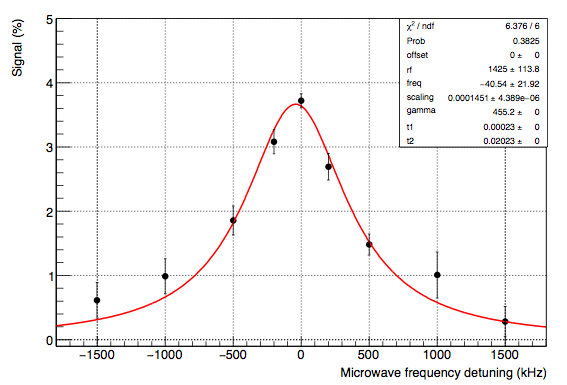 Signal (%)
5
4
3
2
1
0
χ² / ndf 6.376 / 6
Prob 0.3825
offset 0 ± 0
rf 1425 ± 113.8
freq −40.54 ± 21.92
scaling 0.0001451 ± 4.389e−06
gamma 455.2 ± 0
t1 0.00023 ± 0
t2 0.02023 ± 0
−1500 −1000 −500 0 500 1000 1500
Microwave frequency detuning (kHz)